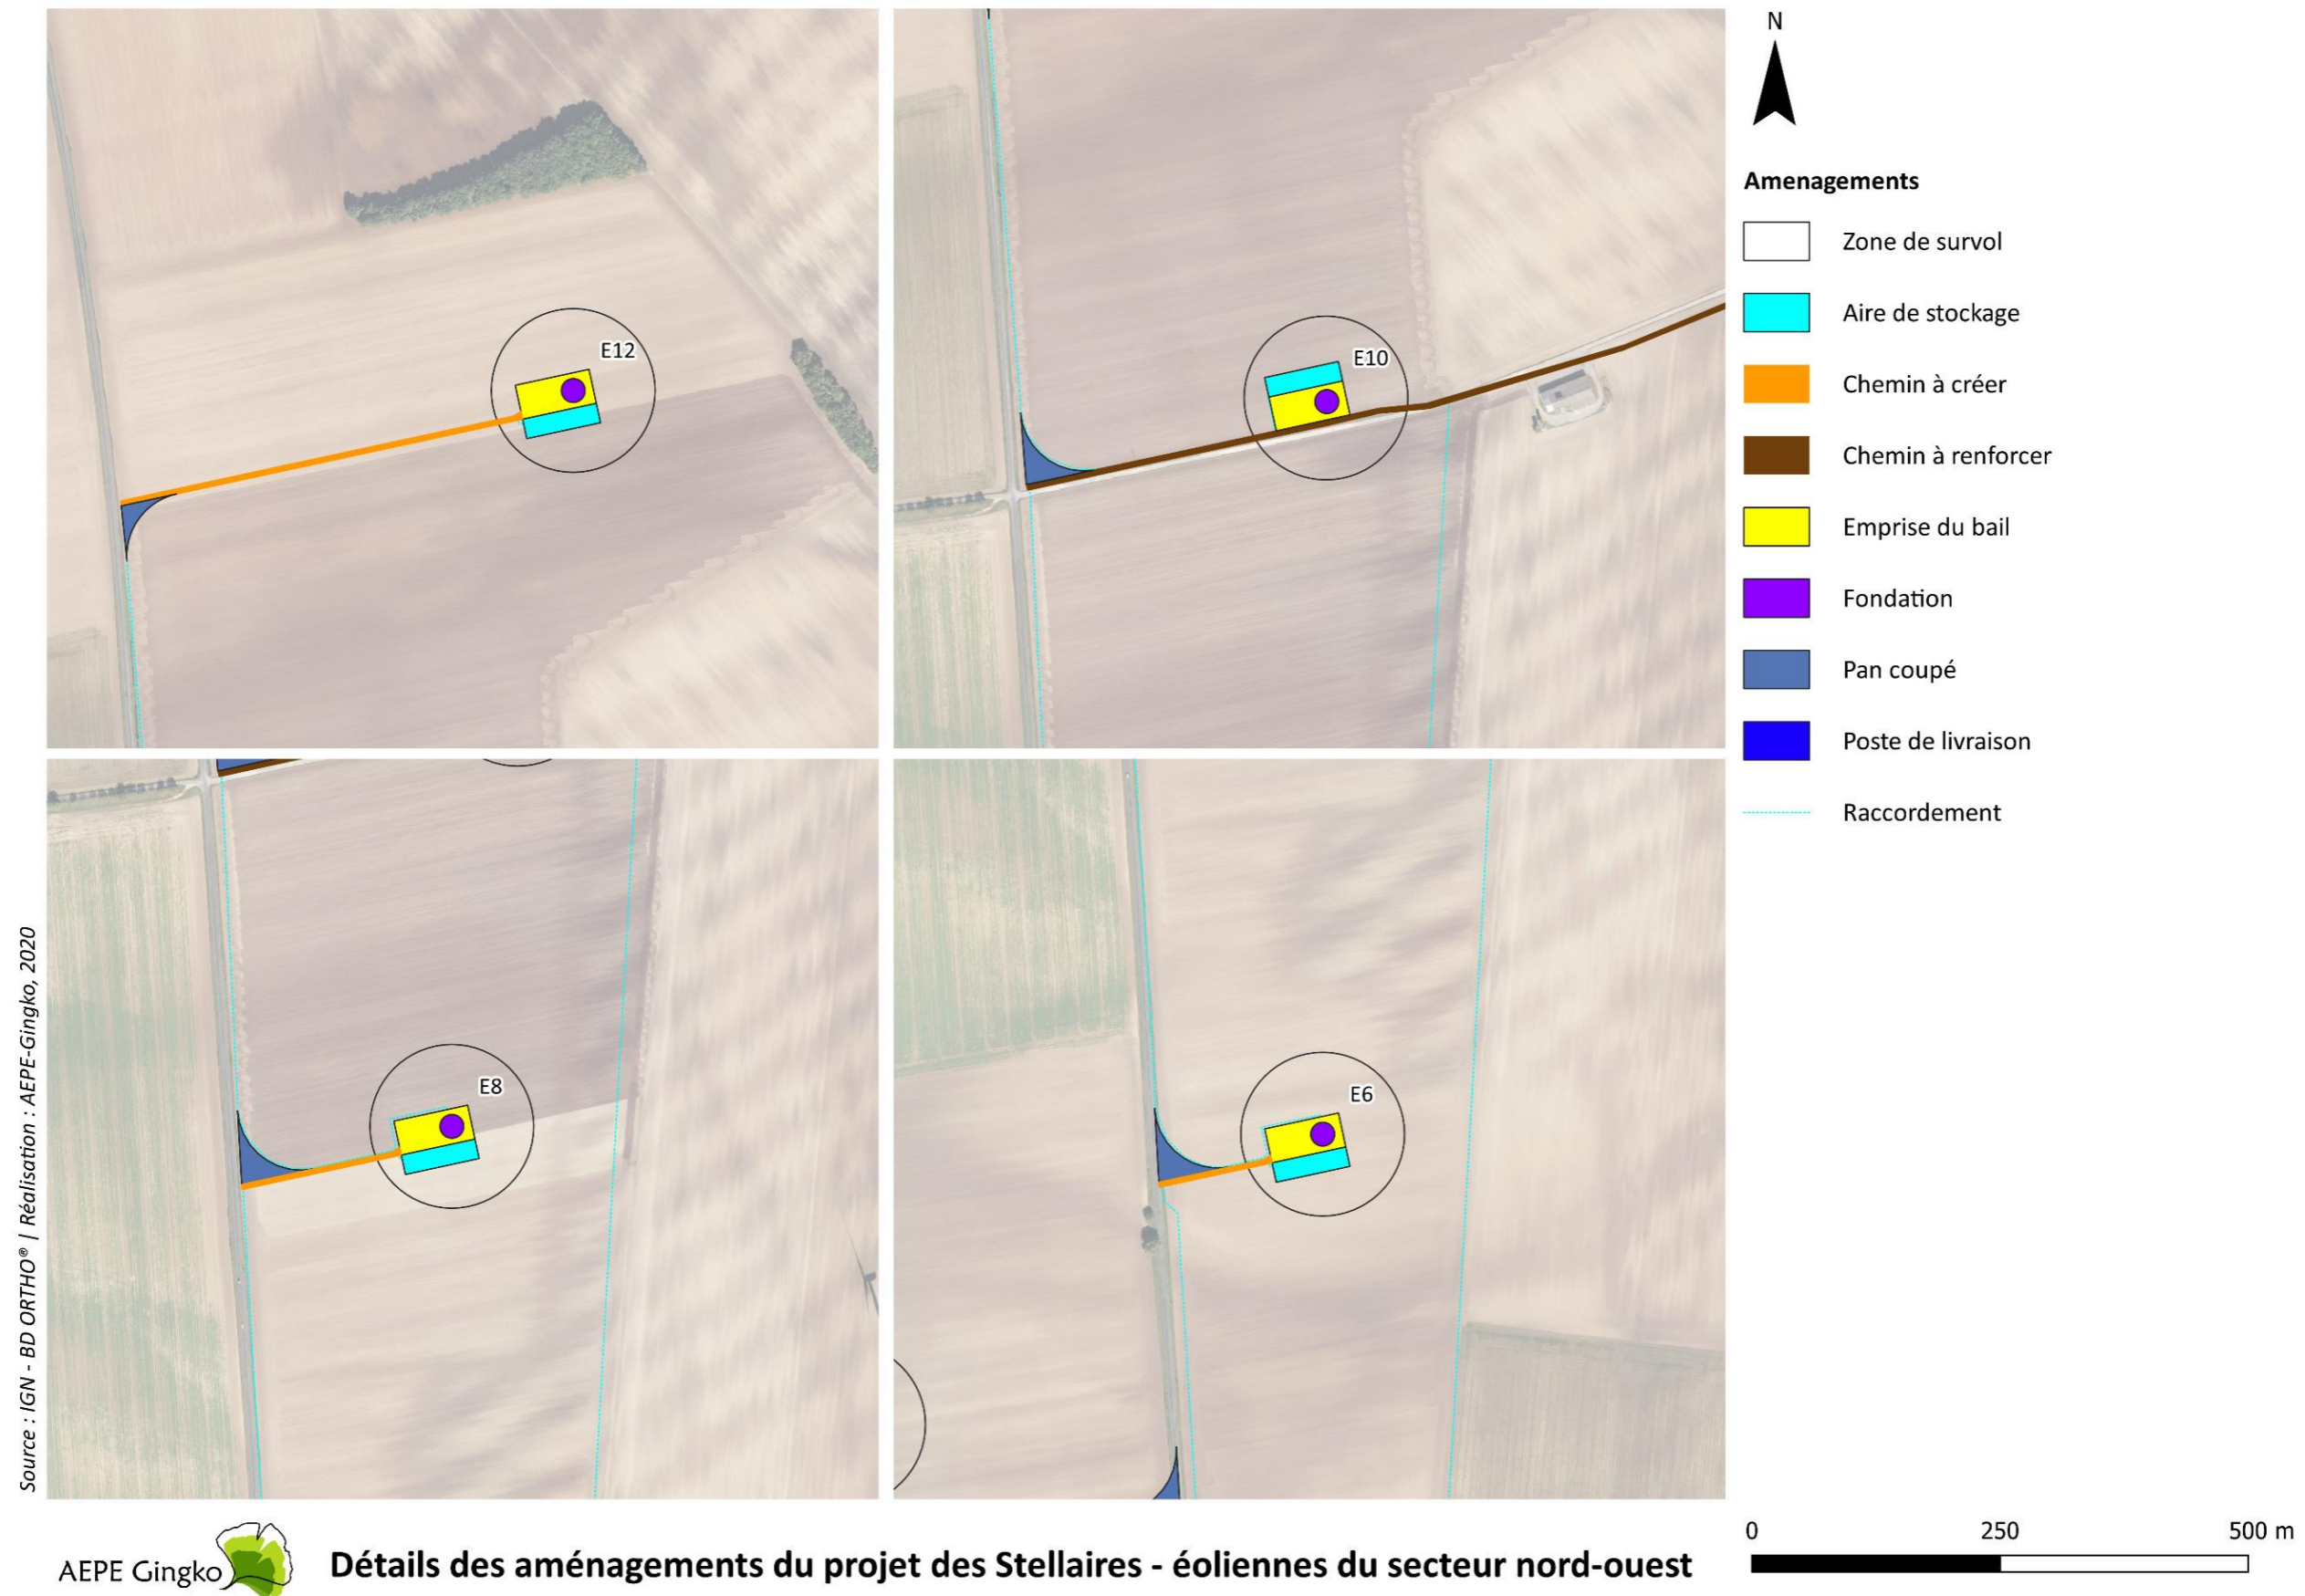 E12
E10
E8
E6
N
Amenagements
Zone de survol
Aire de stockage
Chemin à créer
Chemin à renforcer
Emprise du bail
Fondation
Pan coupé
Poste de livraison
Raccordement
Source : IGN - BD ORTHO® | Réalisation : AEPE-Gingko, 2020
AEPE Gingko
Détails des aménagements du projet des Stellaires - éoliennes du secteur nord-ouest
0 250 500 m